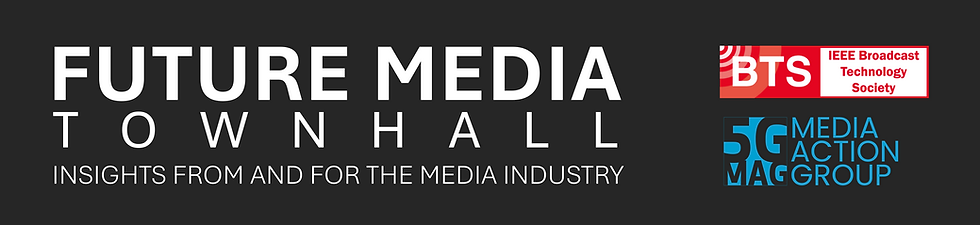 FUTURE MEDIA
TOWNHALL
INSIGHTS FROM AND FOR THE MEDIA INDUSTRY
BTS
IEEE Broadcast
Technology
Society
5G MEDIA
ACTION
MAG GROUP